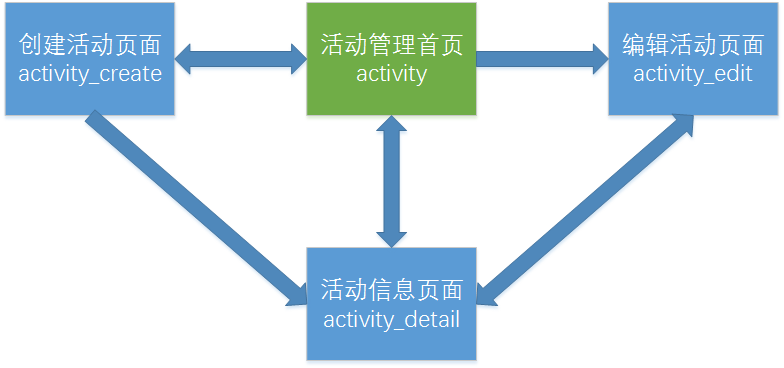 创建活动页面
activity_create
活动管理首页
activity
编辑活动页面
activity_edit
活动信息页面
activity_detail